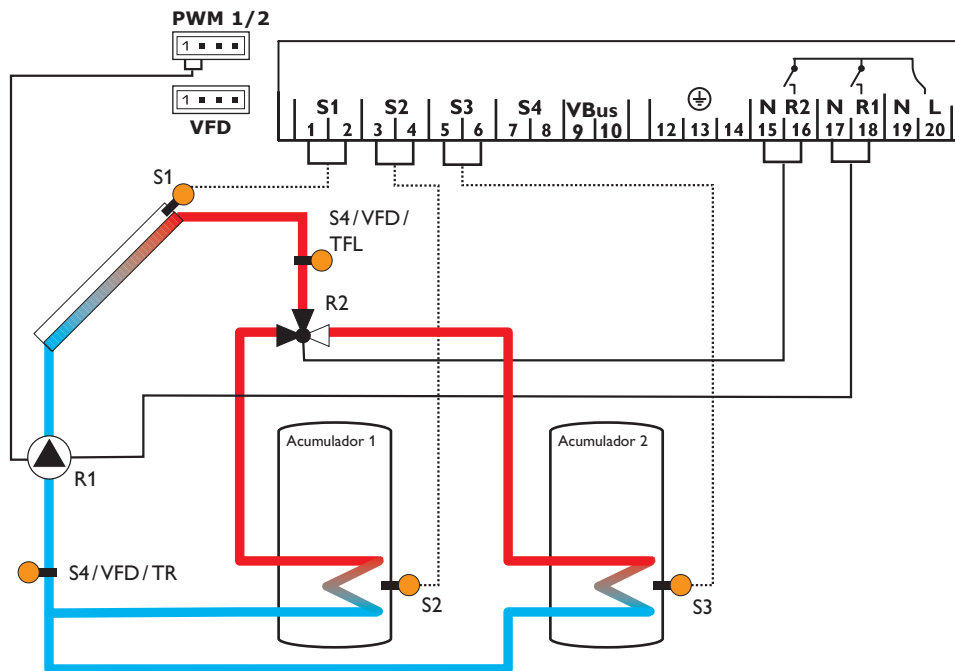 PWM 1/2
1
1
VFD
S1 S2 S3 S4 VBus N R2 N R1 N L
1 2 3 4 5 6 7 8 9 10 12 13 14 15 16 17 18 19 20
S1
S4/VFD/
TFL
R2
Acumulador 1
Acumulador 2
R1
S4/VFD/TR
S2
S3